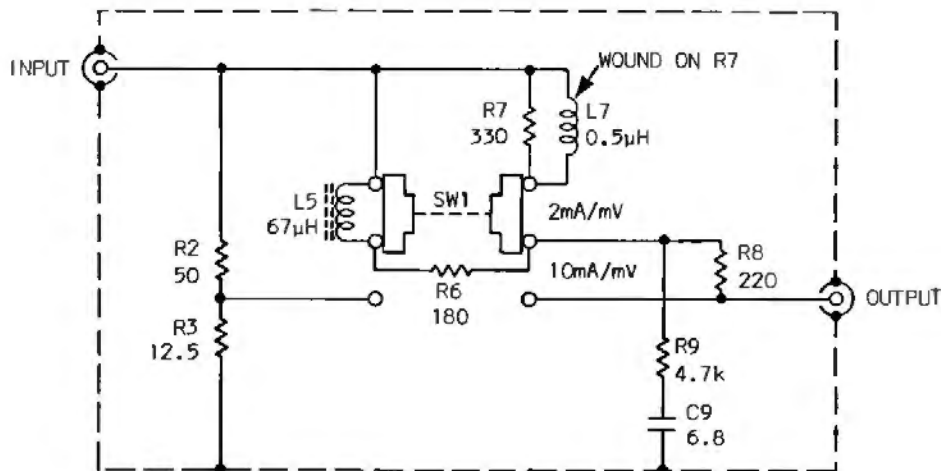 INPUT
WOUND ON R7
R7
330
L7
0.5µH
L5
67µH
SW1
2mA/mV
R2
50
10mA/mV
R8
220
R6
180
OUTPUT
R3
12.5
R9
4.7k
C9
6.8